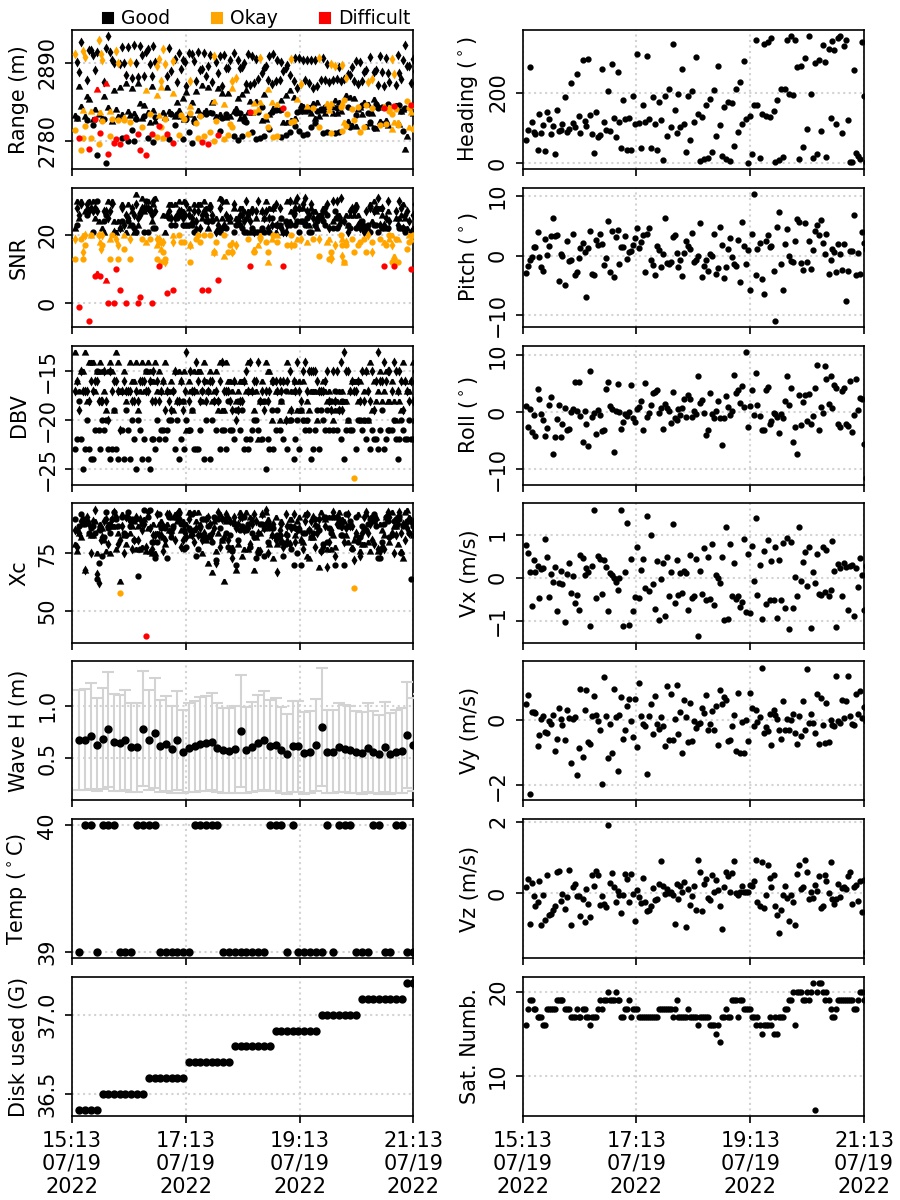 Good Okay Difficult
Range (m)
2890
2780
Heading (°)
200
0
SNR
20
0
Pitch (°)
10
0
−10
DBV
−15
−20
−25
Roll (°)
10
0
−10
Xc
75
50
Vx (m/s)
1
0
−1
Wave H (m)
1.0
0.5
Vy (m/s)
0
−2
Temp (°C)
40
39
Vz (m/s)
2
0
Disk used (G)
37.0
36.5
Sat. Numb.
20
10
15:13 17:13 19:13 21:13 15:13 17:13 19:13 21:13
07/19 07/19 07/19 07/19 07/19 07/19 07/19 07/19
2022 2022 2022 2022 2022 2022 2022 2022